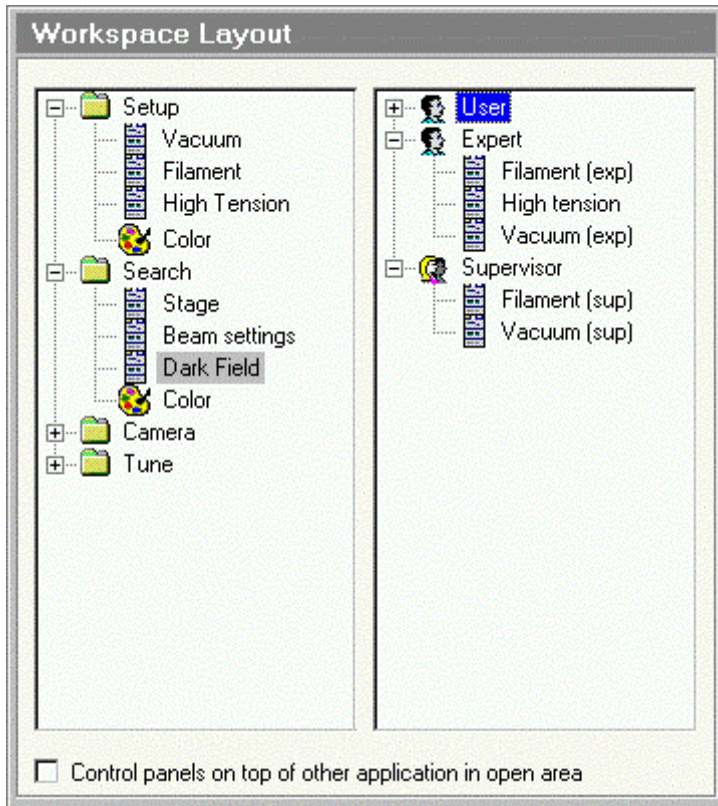 Workspace Layout
Setup
Vacuum
Filament
High Tension
Color
Search
Stage
Beam settings
Dark Field
Color
Camera
Tune
User
Expert
Filament (exp)
High tension
Vacuum (exp)
Supervisor
Filament (sup)
Vacuum (sup)
Control panels on top of other application in open area